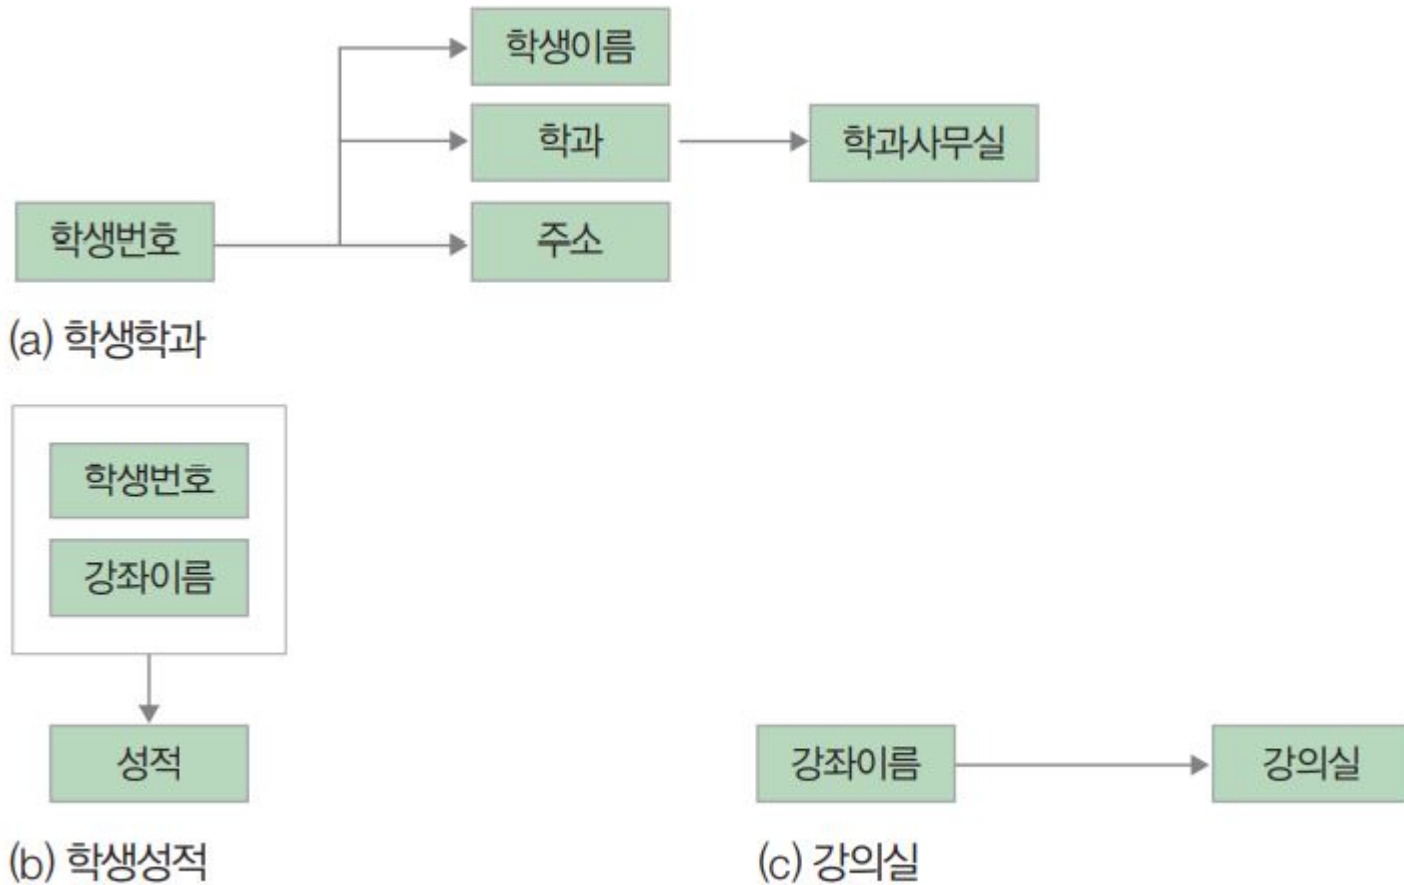 학생이름
학과
학과사무실
학생번호
주소
(a) 학생학과
학생번호
강좌이름
성적
강좌이름
강의실
(b) 학생성적
(c) 강의실